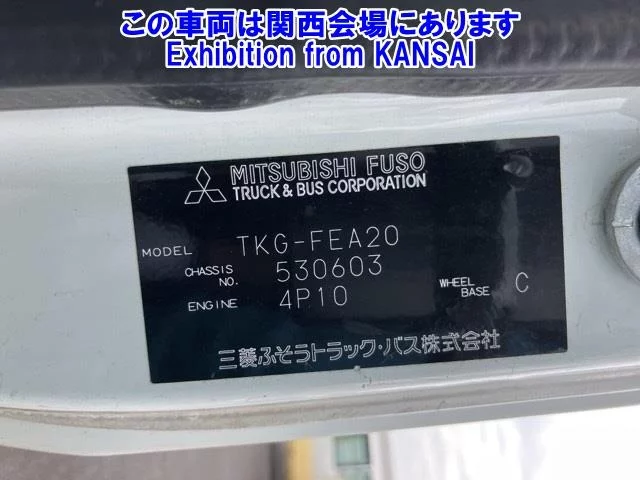 この車両は関西会場にあります
Exhibition from KANSAI
MITSUBISHI FUSO
TRUCK & BUS CORPORATION
MODEL TKG-FEA20
CHASSIS NO. 530603
ENGINE 4P10 WHEEL BASE C
三菱ふそうトラック・バス株式会社